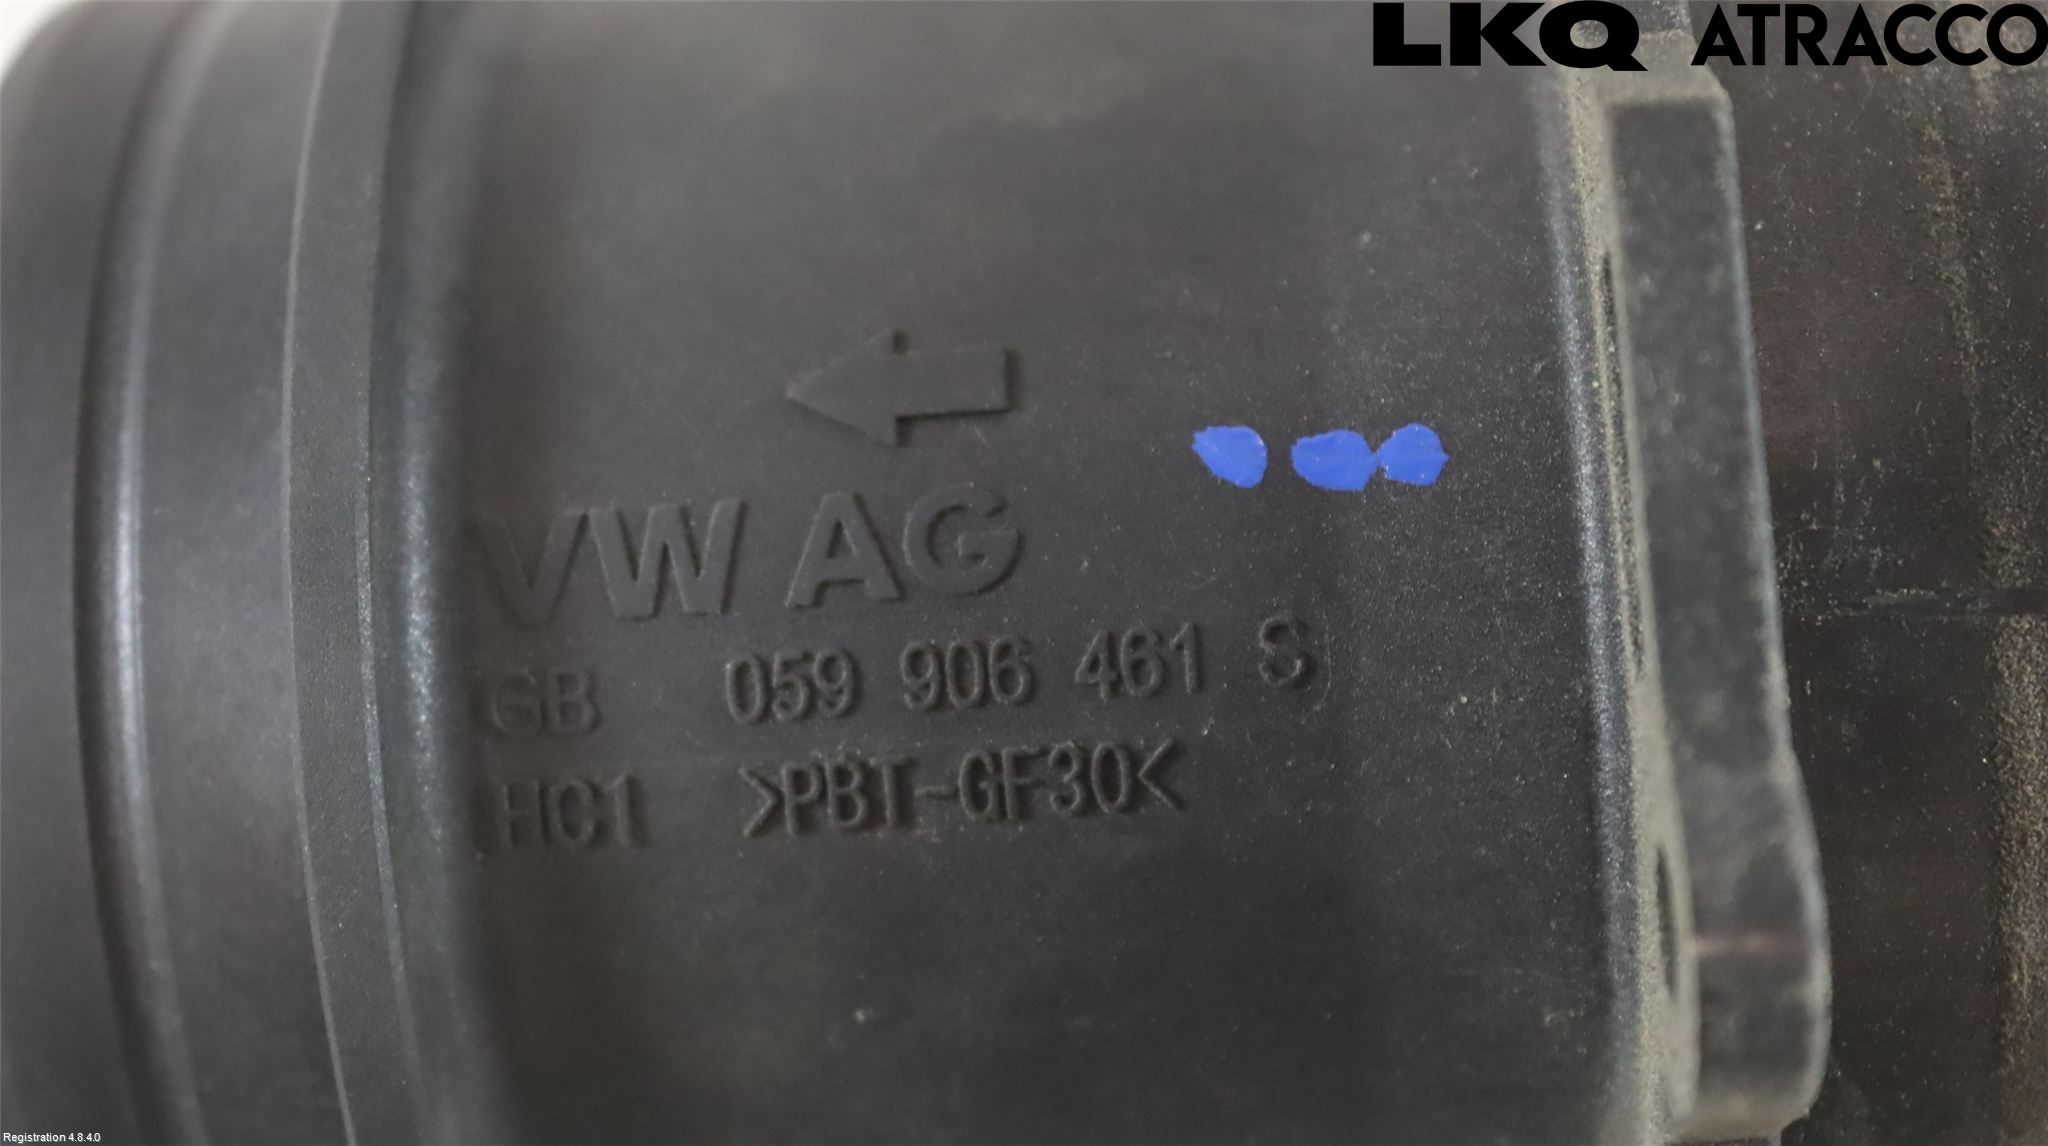 LKQ ATRACCO
VW AG
GB 059 906 461 S
HC1 >PBT-GF30<
Registration 4.8.4.0